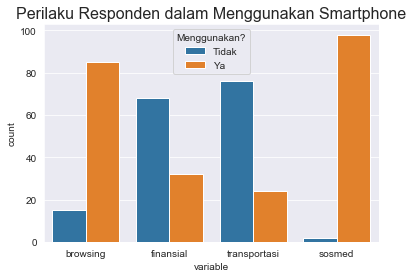 Perilaku Responden dalam Menggunakan Smartphone
Menggunakan?
Tidak
Ya
100
80
60
40
20
0
count
browsing finansial transportasi sosmed
variable